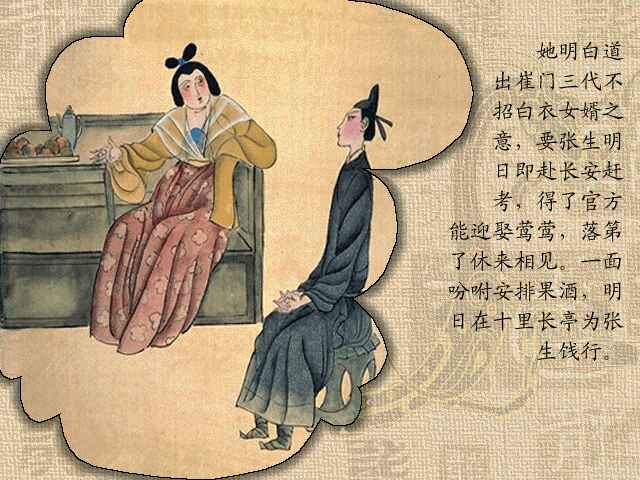 她明白道
出崔门三代不
招白衣女婿之
意，要张生明
日即赴长安赶
考，得了官方
能迎娶莺莺，落第
了休来相见。一面
吩咐安排果酒，明
日在十里长亭为张
生饯行。